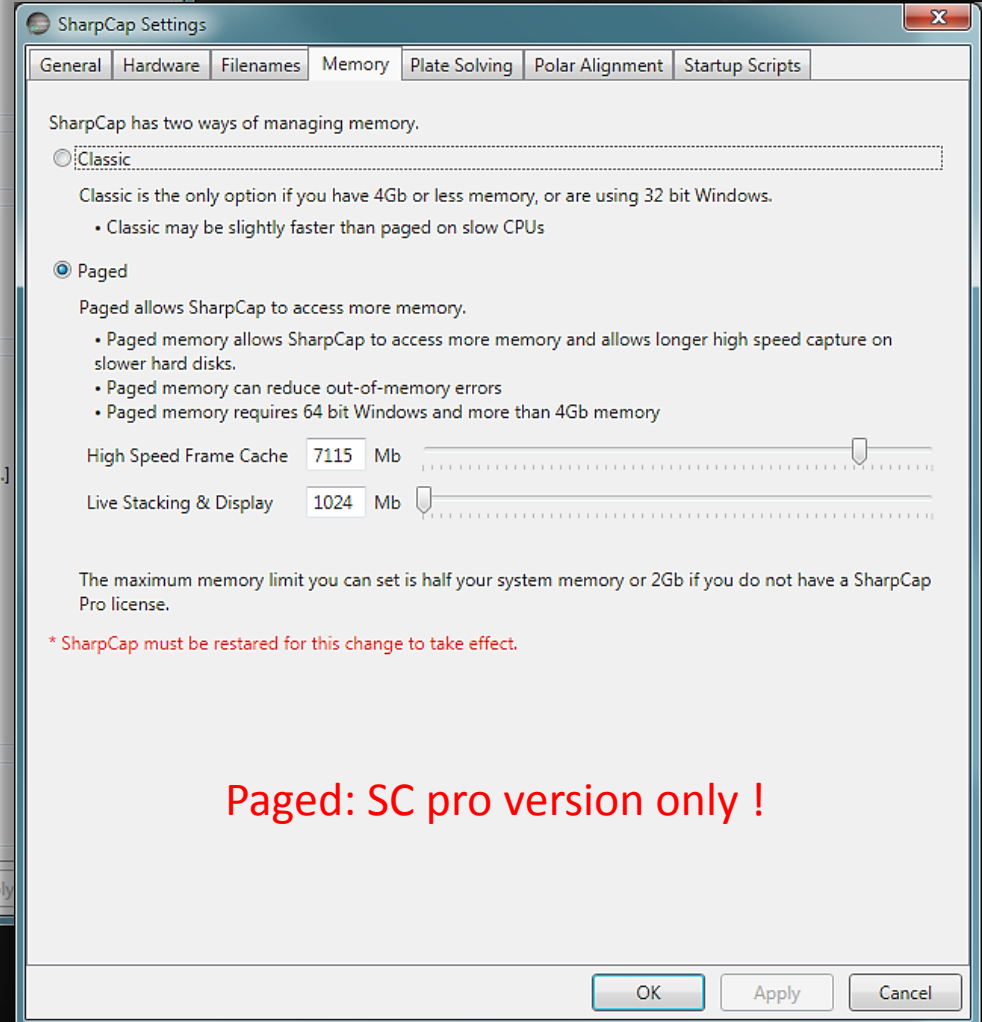 SharpCap Settings
General Hardware Filenames Memory Plate Solving Polar Alignment Startup Scripts
SharpCap has two ways of managing memory.
Classic
Classic is the only option if you have 4Gb or less memory, or are using 32 bit Windows.
• Classic may be slightly faster than paged on slow CPUs
Paged
Paged allows SharpCap to access more memory.
• Paged memory allows SharpCap to access more memory and allows longer high speed capture on
slower hard disks.
• Paged memory can reduce out-of-memory errors
• Paged memory requires 64 bit Windows and more than 4Gb memory
.]
High Speed Frame Cache 7115 Mb
Live Stacking & Display 1024 Mb
The maximum memory limit you can set is half your system memory or 2Gb if you do not have a SharpCap
Pro license.
* SharpCap must be restared for this change to take effect.
Paged: SC pro version only !
OK Apply Cancel